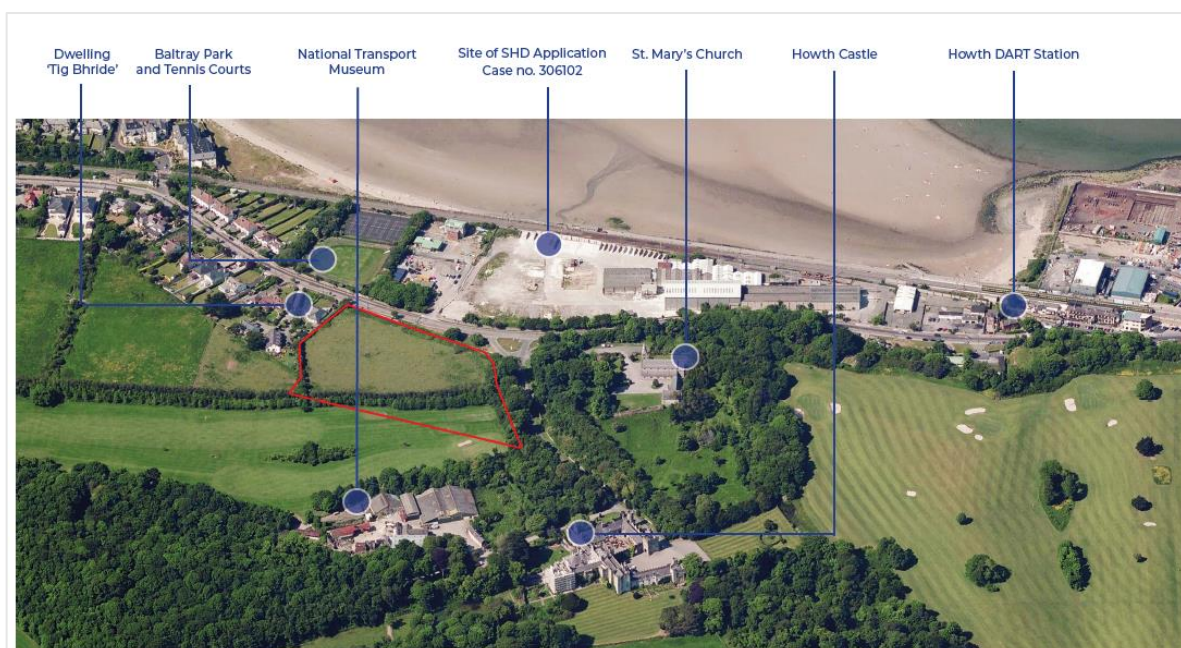 Dwelling
'Tig Bhride'
Baltray Park
and Tennis Courts
National Transport
Museum
Site of SHD Application
Case no. 306102
St. Mary's Church
Howth Castle
Howth DART Station